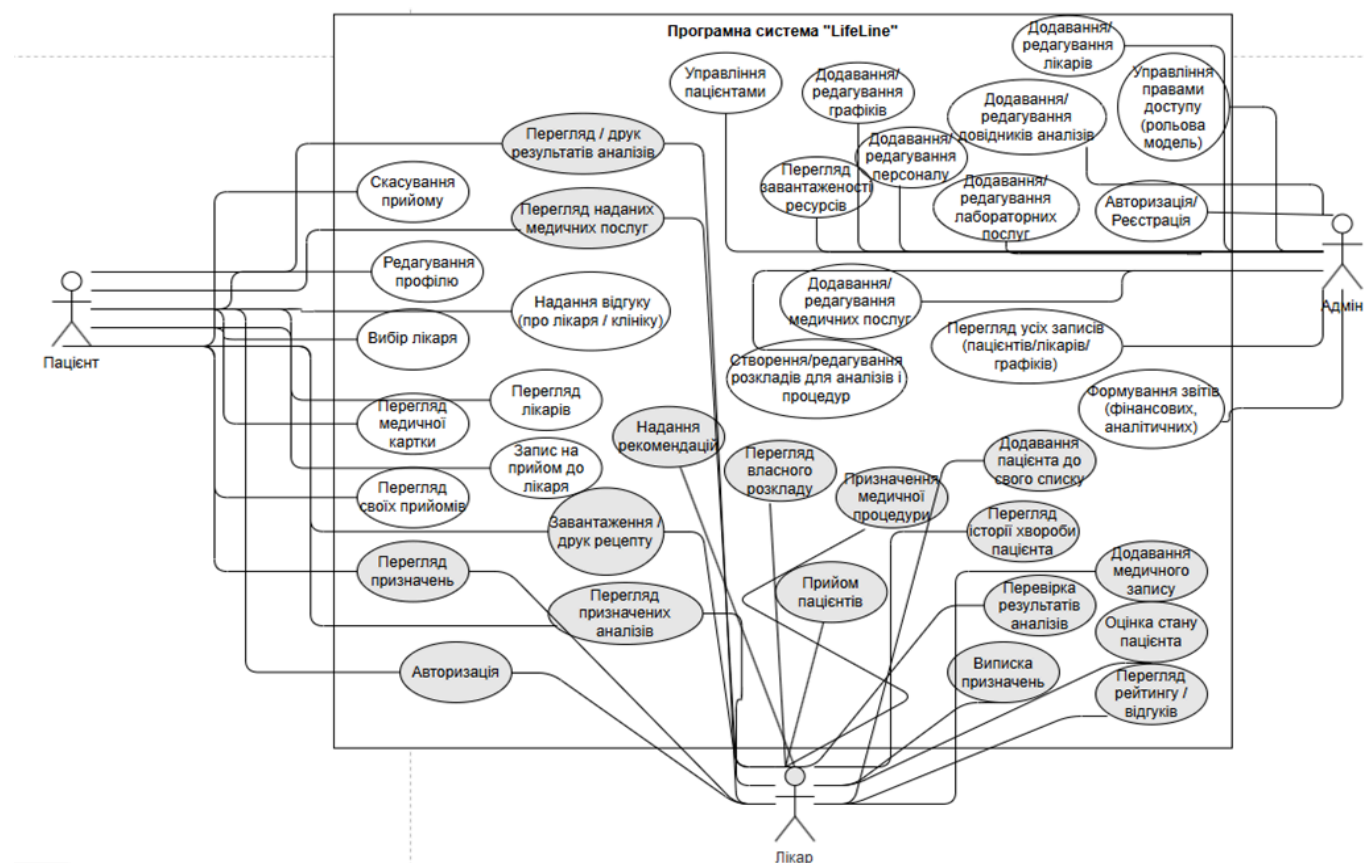 Програмна система "LifeLine"
Додавання/
редагування
лікарів
Управління
пацієнтами
Додавання/
редагування
графіків
Додавання/
редагування
довідників аналізів
Управління
правами
доступу
(рольова
модель)
Перегляд / друк
результатів аналізів
Додавання/
редагування
персоналу
Перегляд
завантаженості
ресурсів
Додавання/
редагування
лабораторних
послуг
Авторизація/
Реєстрація
Скасування
прийому
Перегляд наданих
медичних послуг
Редагування
профілю
Надання відгуку
(про лікаря / клініку)
Додавання/
редагування
медичних послуг
Адмін
Вибір лікаря
Перегляд усіх записів
(пацієнтів/лікарів/
графіків)
Пацієнт
Створення/редагування
розкладів для аналізів і
процедур
Перегляд
лікарів
Формування звітів
(фінансових,
аналітичних)
Перегляд
медичної
картки
Надання
рекомендацій
Перегляд
власного
розкладу
Додавання
пацієнта до
свого списку
Запис на
прийом до
лікаря
Призначення
медичної
процедури
Перегляд
своїх прийомів
Завантаження /
друк рецепту
Перегляд
історії хвороби
пацієнта
Перегляд
призначень
Додавання
медичного
запису
Прийом
пацієнтів
Перегляд
призначених
аналізів
Перевірка
результатів
аналізів
Оцінка стану
пацієнта
Авторизація
Виписка
призначень
Перегляд
рейтингу /
відгуків
Лікар